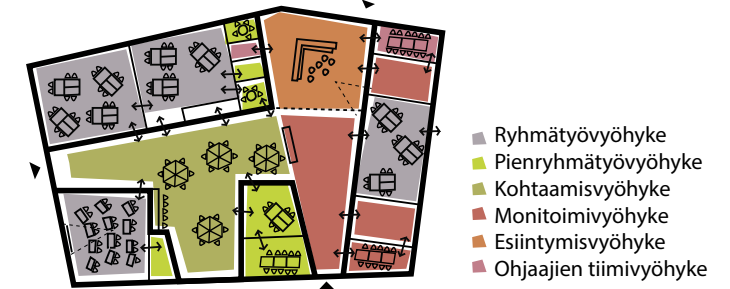 Ryhmätyövyöhyke
Pienryhmätyövyöhyke
Kohtaamisvyöhyke
Monitoimivyöhyke
Esiintymisvyöhyke
Ohjaajien tiimivyöhyke